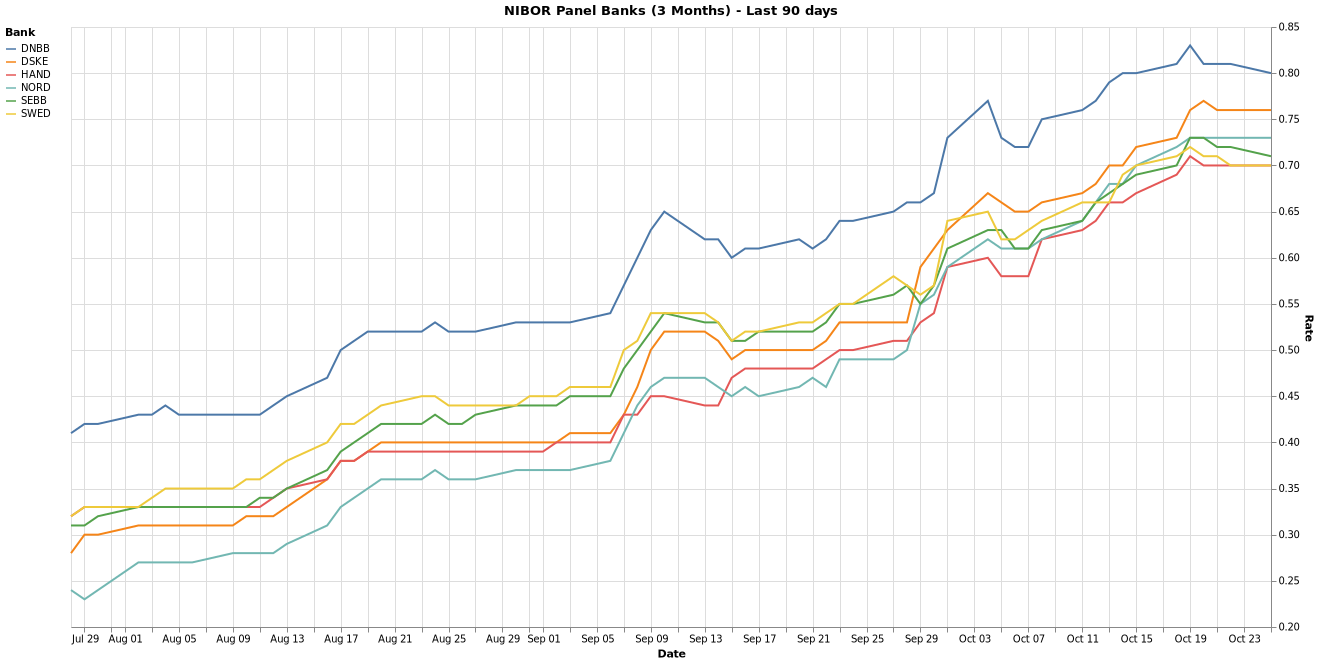 NIBOR Panel Banks (3 Months) - Last 90 days
Bank
DNBB
DSKE
HAND
NORD
SEBB
SWED
0.85
0.80
0.75
0.70
0.65
0.60
0.55
0.50
0.45
0.40
0.35
0.30
0.25
0.20
Rate
Jul 29 Aug 01 Aug 05 Aug 09 Aug 13 Aug 17 Aug 21 Aug 25 Aug 29 Sep 01 Sep 05 Sep 09 Sep 13 Sep 17 Sep 21 Sep 25 Sep 29 Oct 03 Oct 07 Oct 11 Oct 15 Oct 19 Oct 23
Date